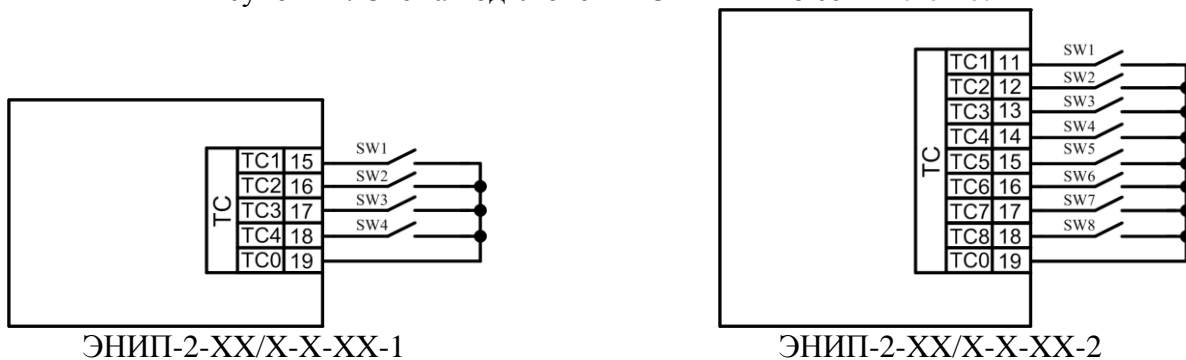 TC
TC1 15 SW1
TC2 16 SW2
TC3 17 SW3
TC4 18 SW4
TC0 19
ЭНИП-2-XX/X-X-XX-1
TC
TC1 11 SW1
TC2 12 SW2
TC3 13 SW3
TC4 14 SW4
TC5 15 SW5
TC6 16 SW6
TC7 17 SW7
TC8 18 SW8
TC0 19
ЭНИП-2-XX/X-X-XX-2